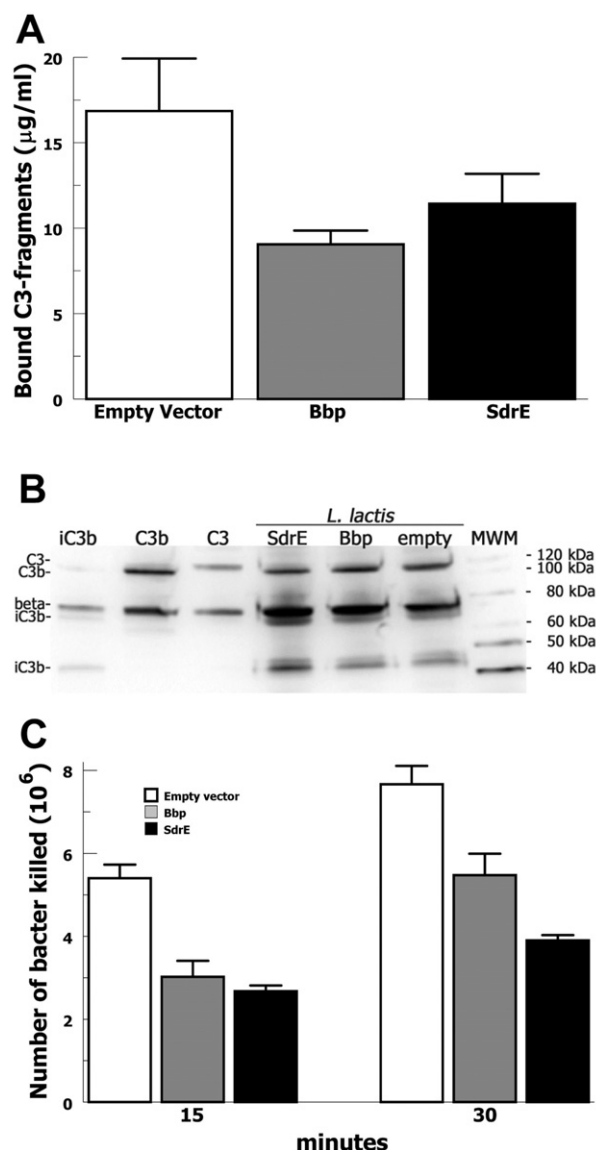 A
Bound C3-fragments (μg/ml)
20
15
10
5
0
Empty Vector Bbp SdrE
B
L. lactis
iC3b C3b C3 SdrE Bbp empty MWM
C3-
C3b-
beta-
iC3b-
iC3b-
- 120 kDa
- 100 kDa
- 80 kDa
- 60 kDa
- 50 kDa
- 40 kDa
C
Number of bacter killed (10⁶)
8
6
4
2
0
Empty vector
Bbp
SdrE
15 30
minutes